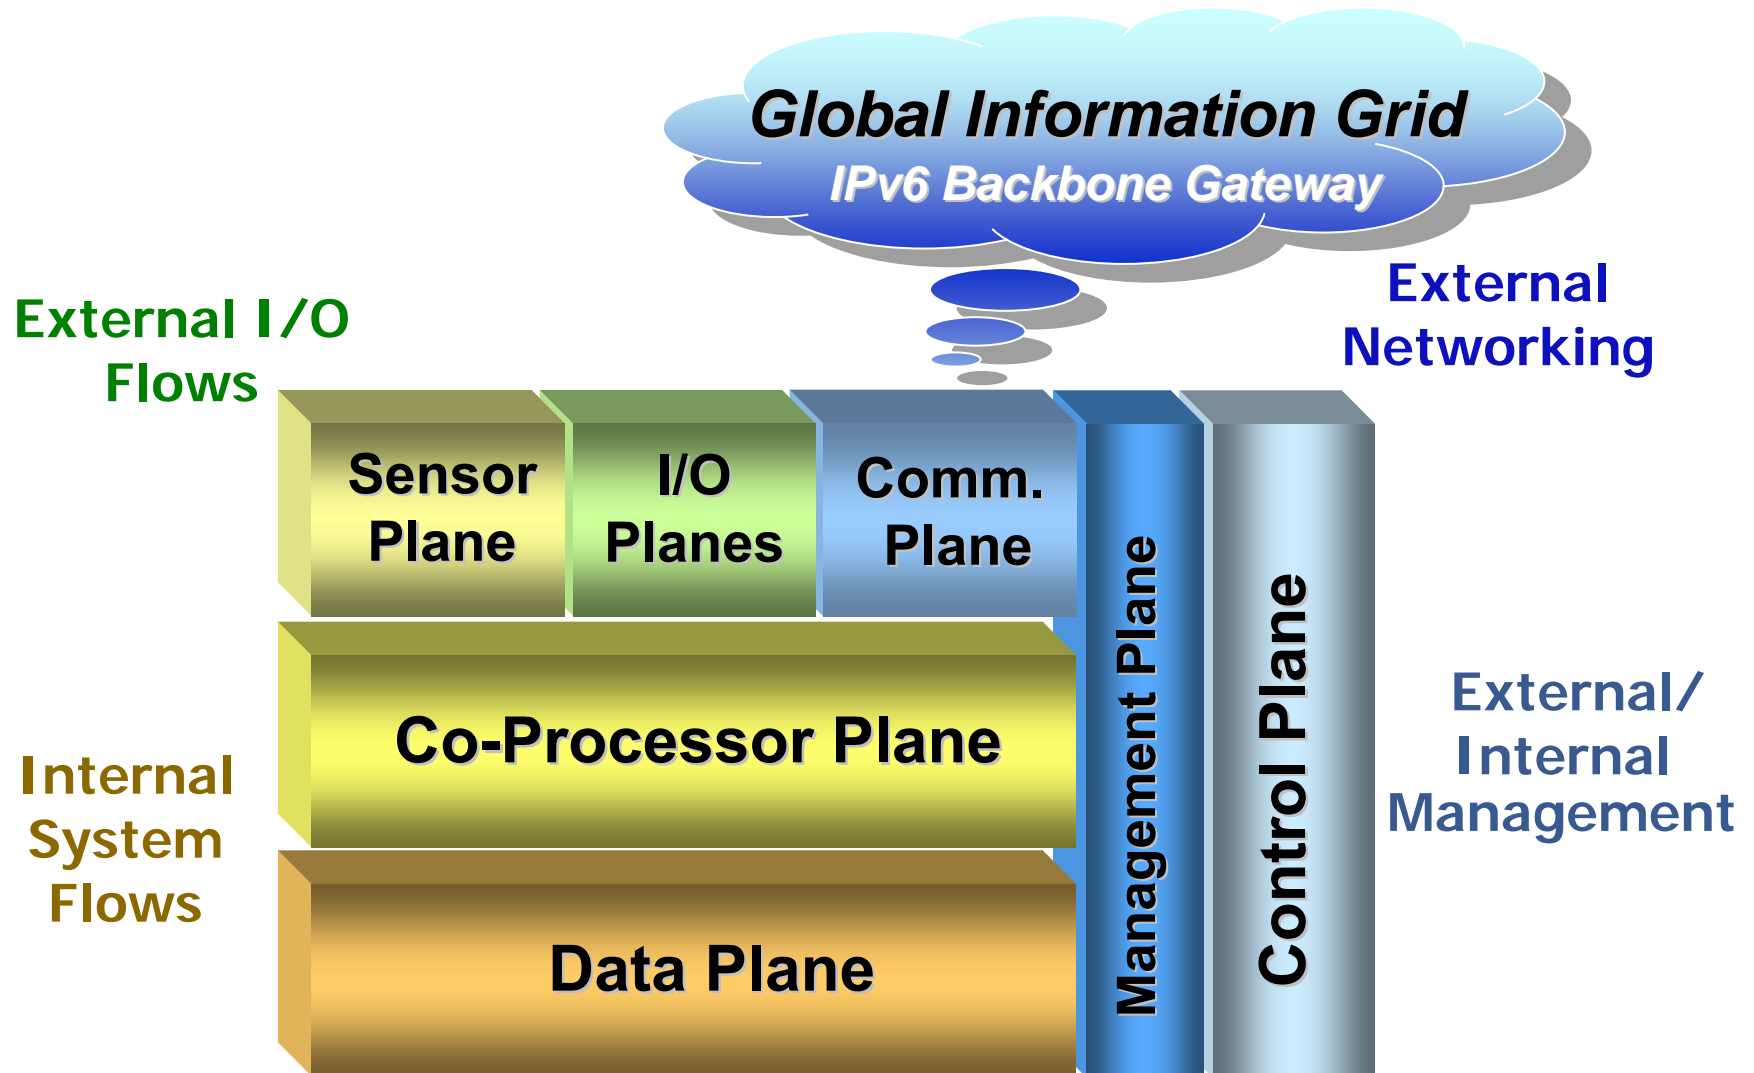 Global Information Grid
IPv6 Backbone Gateway
External
Networking
External I/O
Flows
Sensor
Plane
I/O
Planes
Comm.
Plane
Management Plane
Control Plane
Co-Processor Plane
Data Plane
Internal
System
Flows
External/
Internal
Management